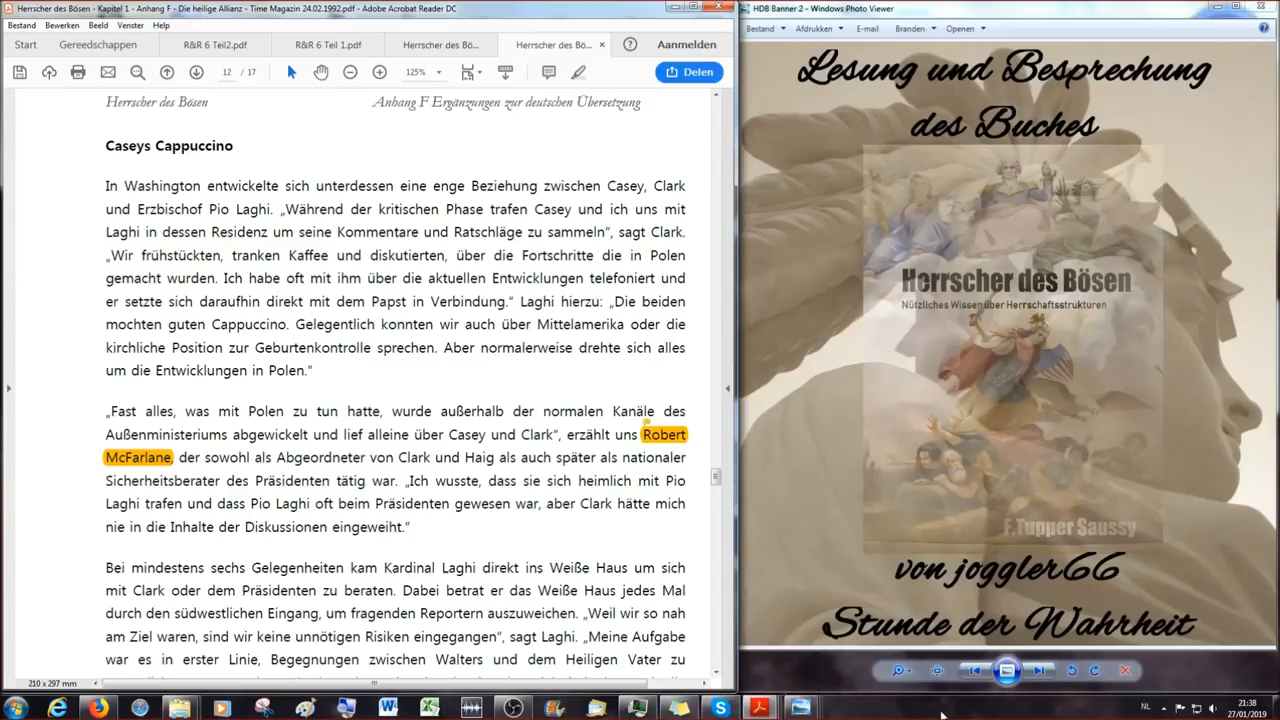 Herrscher des Bösen - Kapitel 1 - Anhang F - Die heilige Allianz - Time Magazin 24.02.1992.pdf - Adobe Acrobat Reader DC
Bestand Bewerken Beeld Venster Help
Start Gereedschappen R&R 6 Teil2.pdf R&R 6 Teil 1.pdf Herrscher des Bö... Herrscher des Bö... × ? Aanmelden
12 / 17 125% Delen
Herrscher des Bösen Anhang F Ergänzungen zur deutschen Übersetzung
Caseys Cappuccino
In Washington entwickelte sich unterdessen eine enge Beziehung zwischen Casey, Clark
und Erzbischof Pio Laghi. „Während der kritischen Phase trafen Casey und ich uns mit
Laghi in dessen Residenz um seine Kommentare und Ratschläge zu sammeln“, sagt Clark.
„Wir frühstückten, tranken Kaffee und diskutierten, über die Fortschritte die in Polen
gemacht wurden. Ich habe oft mit ihm über die aktuellen Entwicklungen telefoniert und
er setzte sich daraufhin direkt mit dem Papst in Verbindung.“ Laghi hierzu: „Die beiden
mochten guten Cappuccino. Gelegentlich konnten wir auch über Mittelamerika oder die
kirchliche Position zur Geburtenkontrolle sprechen. Aber normalerweise drehte sich alles
um die Entwicklungen in Polen.“
„Fast alles, was mit Polen zu tun hatte, wurde außerhalb der normalen Kanäle des
Außenministeriums abgewickelt und lief alleine über Casey und Clark“, erzählt uns Robert
McFarlane, der sowohl als Abgeordneter von Clark und Haig als auch später als nationaler
Sicherheitsberater des Präsidenten tätig war. „Ich wusste, dass sie sich heimlich mit Pio
Laghi trafen und dass Pio Laghi oft beim Präsidenten gewesen war, aber Clark hätte mich
nie in die Inhalte der Diskussionen eingeweiht.“
Bei mindestens sechs Gelegenheiten kam Kardinal Laghi direkt ins Weiße Haus um sich
mit Clark oder dem Präsidenten zu beraten. Dabei betrat er das Weiße Haus jedes Mal
durch den südwestlichen Eingang, um fragenden Reportern auszuweichen. „Weil wir so nah
am Ziel waren, sind wir keine unnötigen Risiken eingegangen“, sagt Laghi. „Meine Aufgabe
war es in erster Linie, Begegnungen zwischen Walters und dem Heiligen Vater zu
210 x 297 mm
HDB Banner 2 - Windows Photo Viewer
Bestand Afdrukken E-mail Branden Openen
Lesung und Besprechung
des Buches
Herrscher des Bösen
Nützliches Wissen über Herrschaftsstrukturen
F.Tupper Saussy
von joggler66
Stunde der Wahrheit
NL 21:38
27/01/2019